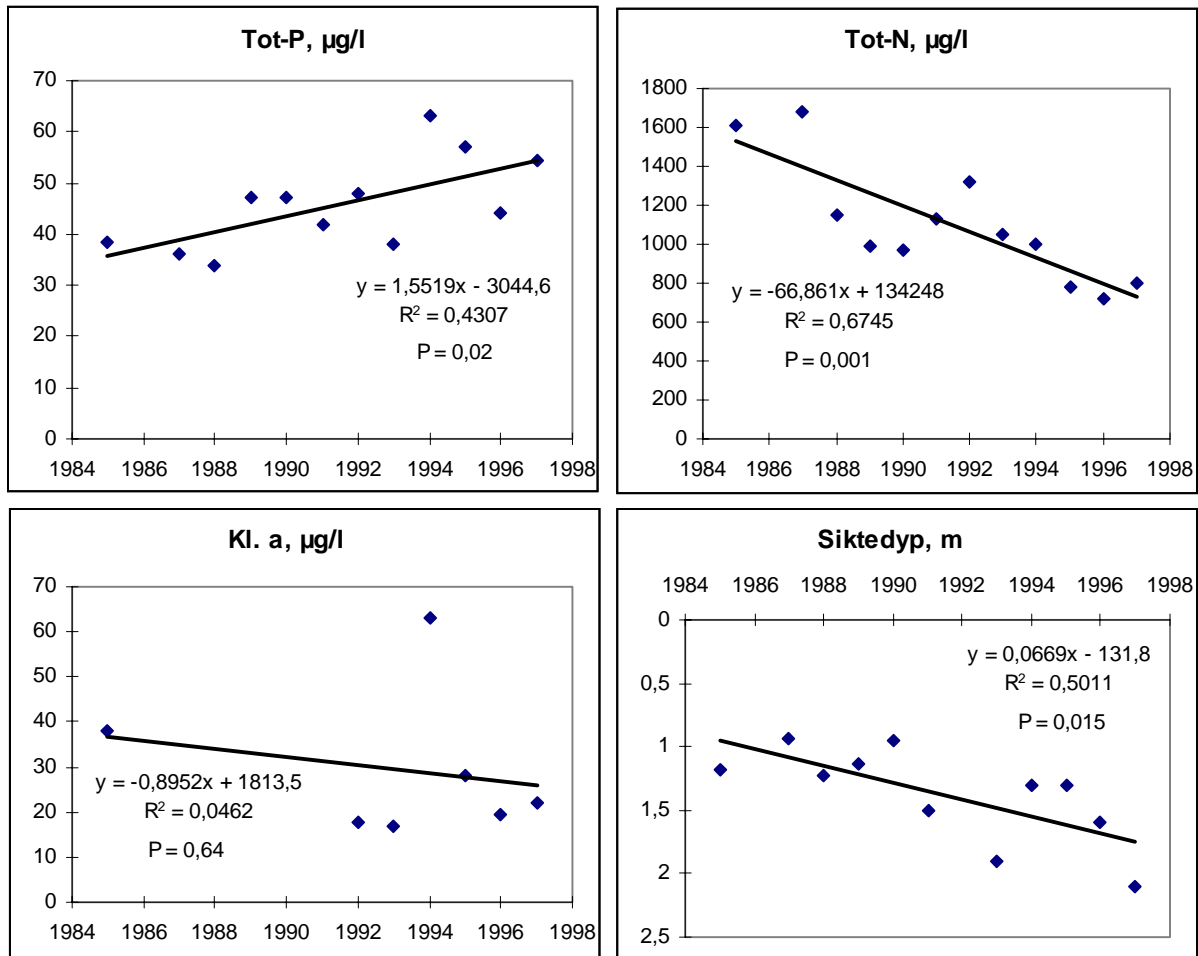 Tot-P, µg/l
70
60
50
40
30
20
10
0
y = 1,5519x - 3044,6
R² = 0,4307
P = 0,02
1984 1986 1988 1990 1992 1994 1996 1998
Tot-N, µg/l
1800
1600
1400
1200
1000
800
600
400
200
0
y = -66,861x + 134248
R² = 0,6745
P = 0,001
1984 1986 1988 1990 1992 1994 1996 1998
Kl. a, µg/l
70
60
50
40
30
20
10
0
y = -0,8952x + 1813,5
R² = 0,0462
P = 0,64
1984 1986 1988 1990 1992 1994 1996 1998
Siktedyp, m
1984 1986 1988 1990 1992 1994 1996 1998
0
0,5
1
1,5
2
2,5
y = 0,0669x - 131,8
R² = 0,5011
P = 0,015